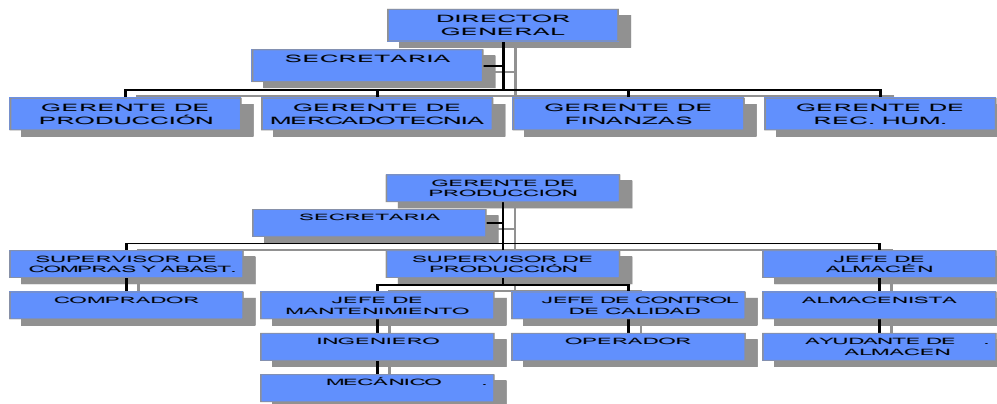 DIRECTOR
GENERAL
SECRETARIA
GERENTE DE
PRODUCCIÓN
GERENTE DE
MERCADOTECNIA
GERENTE DE
FINANZAS
GERENTE DE
REC. HUM.
GERENTE DE
PRODUCCION
SECRETARIA
SUPERVISOR DE
COMPRAS Y ABAST.
SUPERVISOR DE
PRODUCCIÓN
JEFE DE
ALMACÉN
COMPRADOR
JEFE DE
MANTENIMIENTO
JEFE DE CONTROL
DE CALIDAD
ALMACENISTA
INGENIERO
OPERADOR
AYUDANTE DE .
ALMACEN
MECÁNICO .